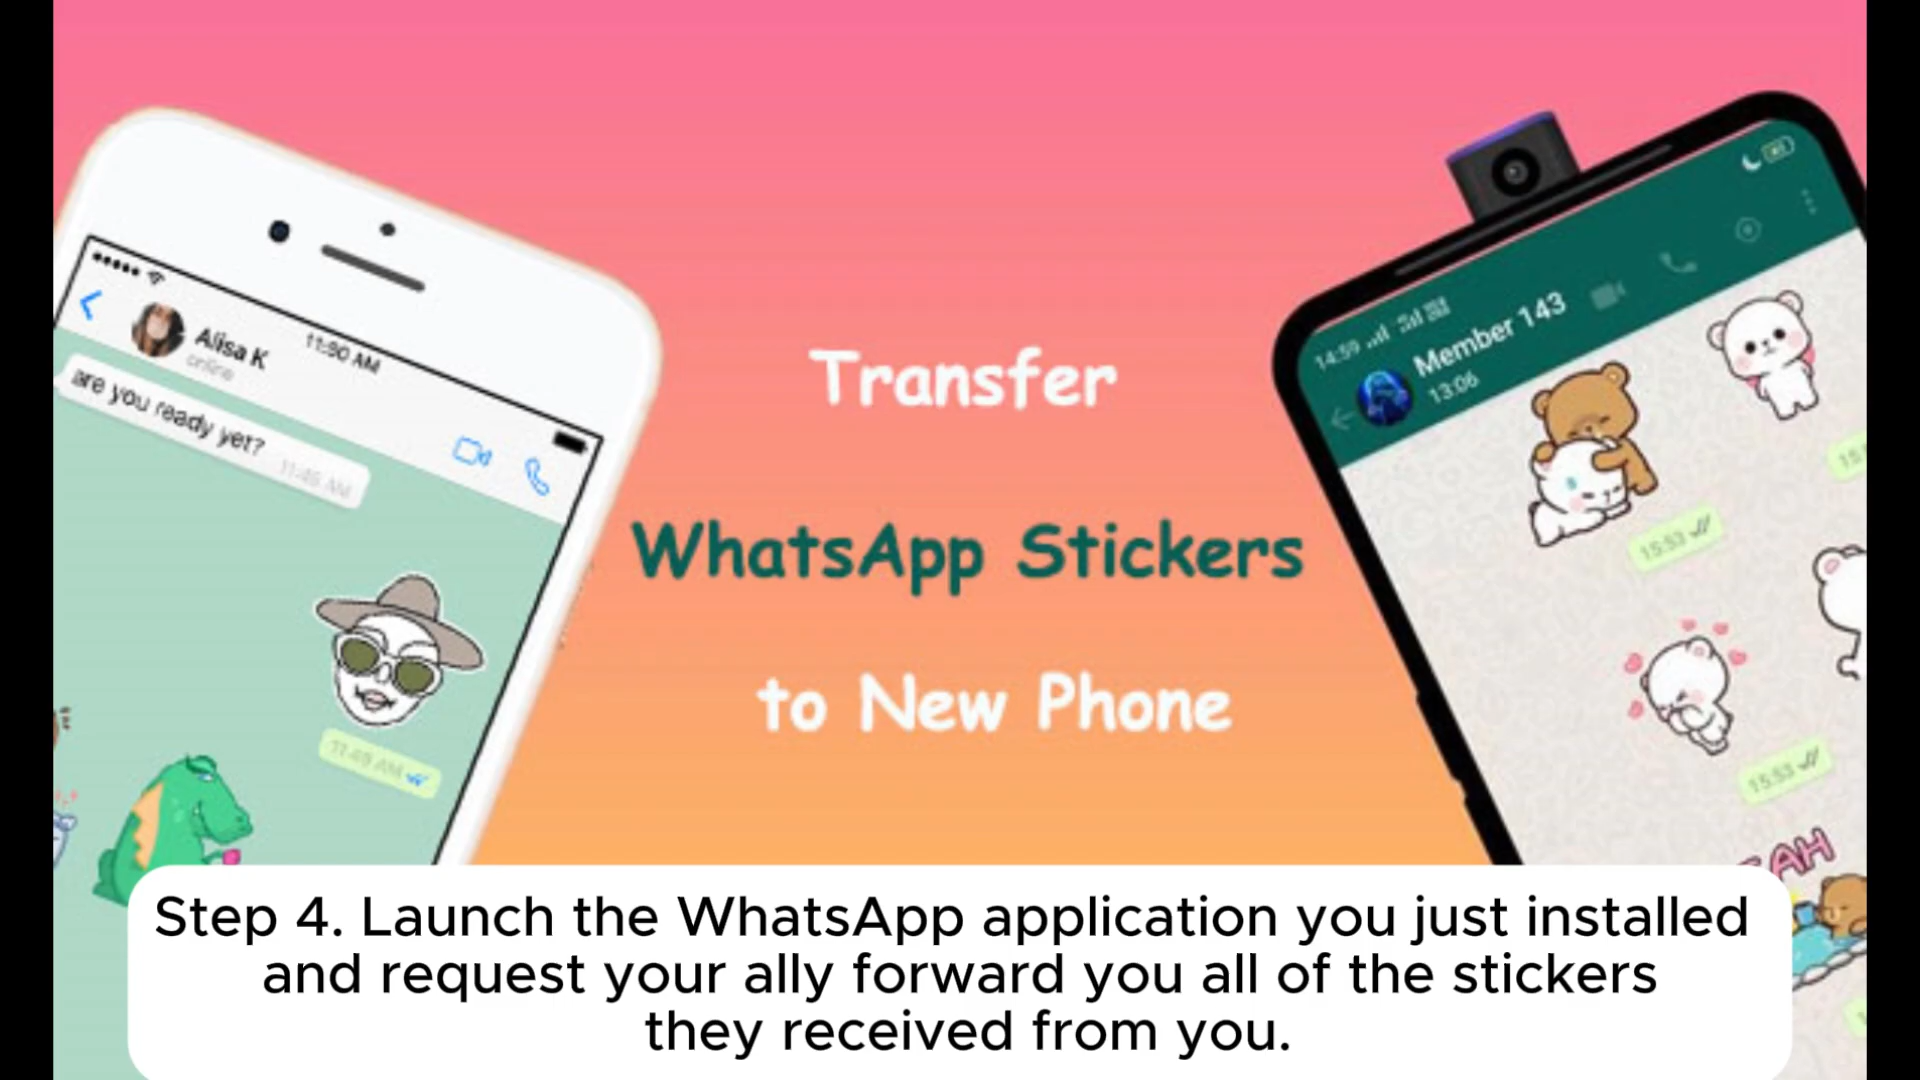 Transfer
WhatsApp Stickers
to New Phone
Alisa K
online
11:90 AM
are you ready yet?
11:45 AM
11:49 AM
14:59
Member 143
13:06
15:53
15:53
Step 4. Launch the WhatsApp application you just installed
and request your ally forward you all of the stickers
they received from you.